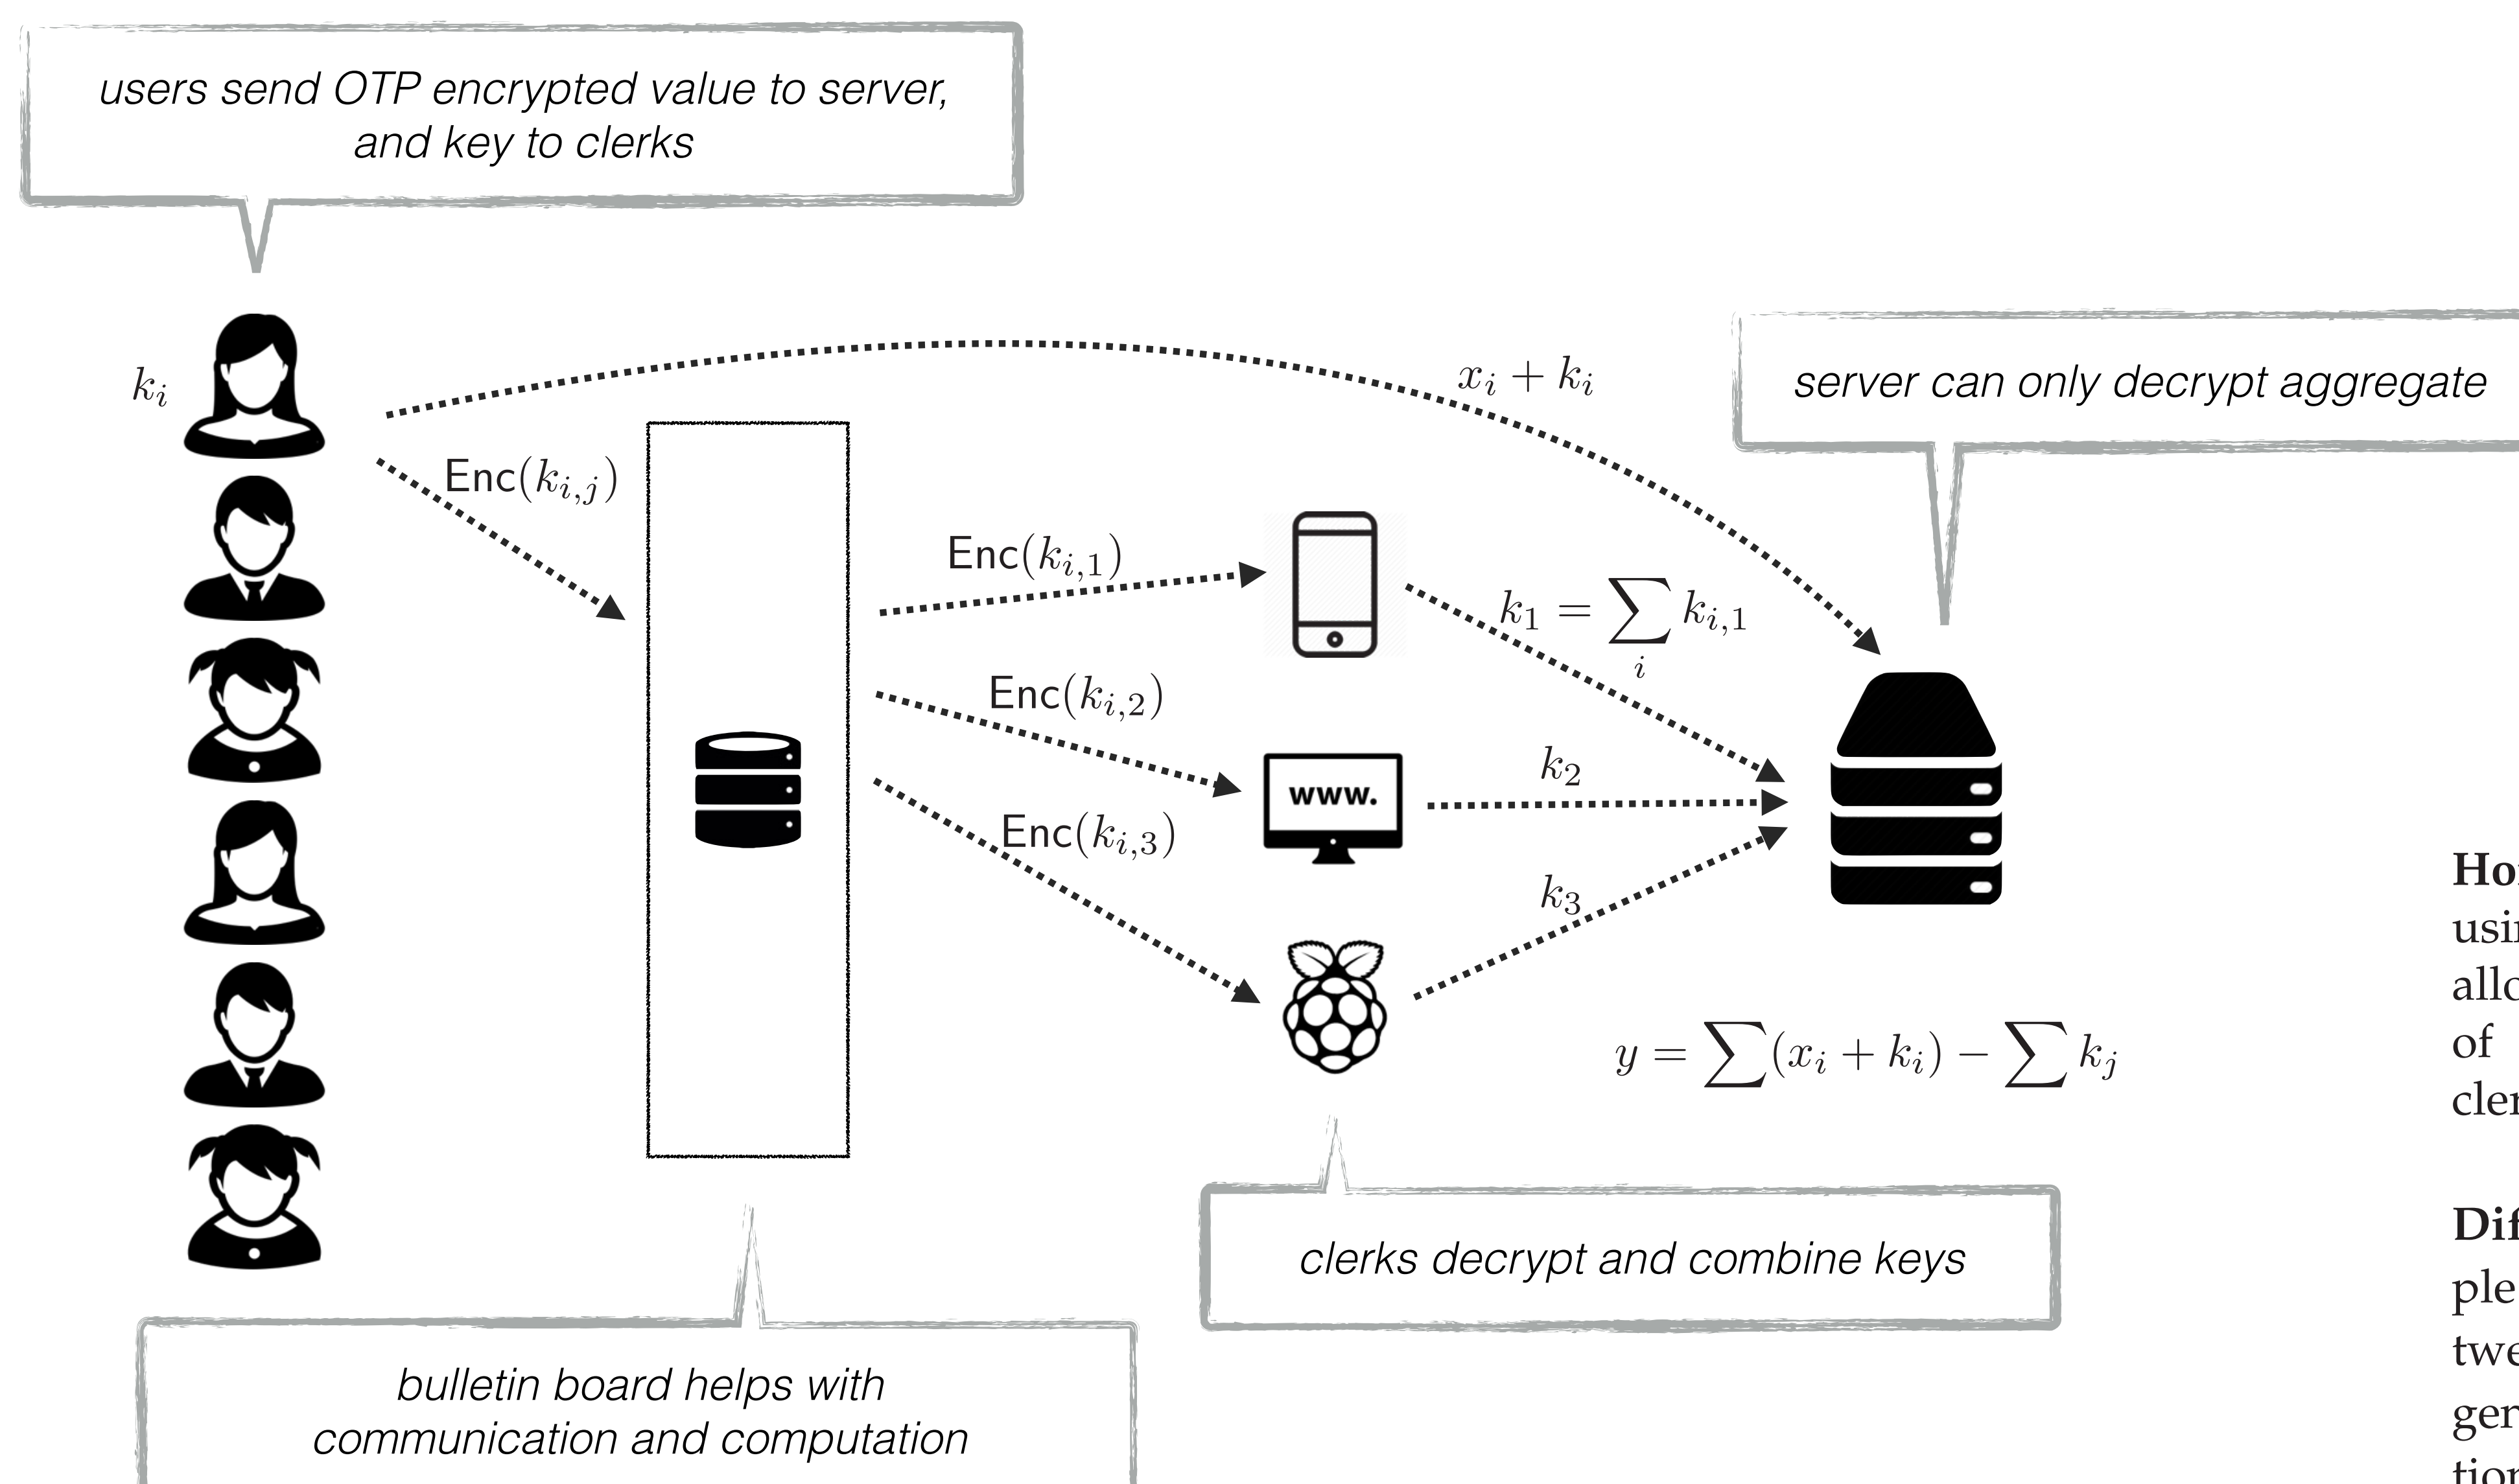 users send OTP encrypted value to server,
and key to clerks
k_i
x_i + k_i
server can only decrypt aggregate
Enc(k_{i,j})
Enc(k_{i,1})
k_1 = ∑_i k_{i,1}
Enc(k_{i,2})
k_2
www.
Enc(k_{i,3})
k_3
y = ∑(x_i + k_i) − ∑ k_j
clerks decrypt and combine keys
bulletin board helps with
communication and computation
of